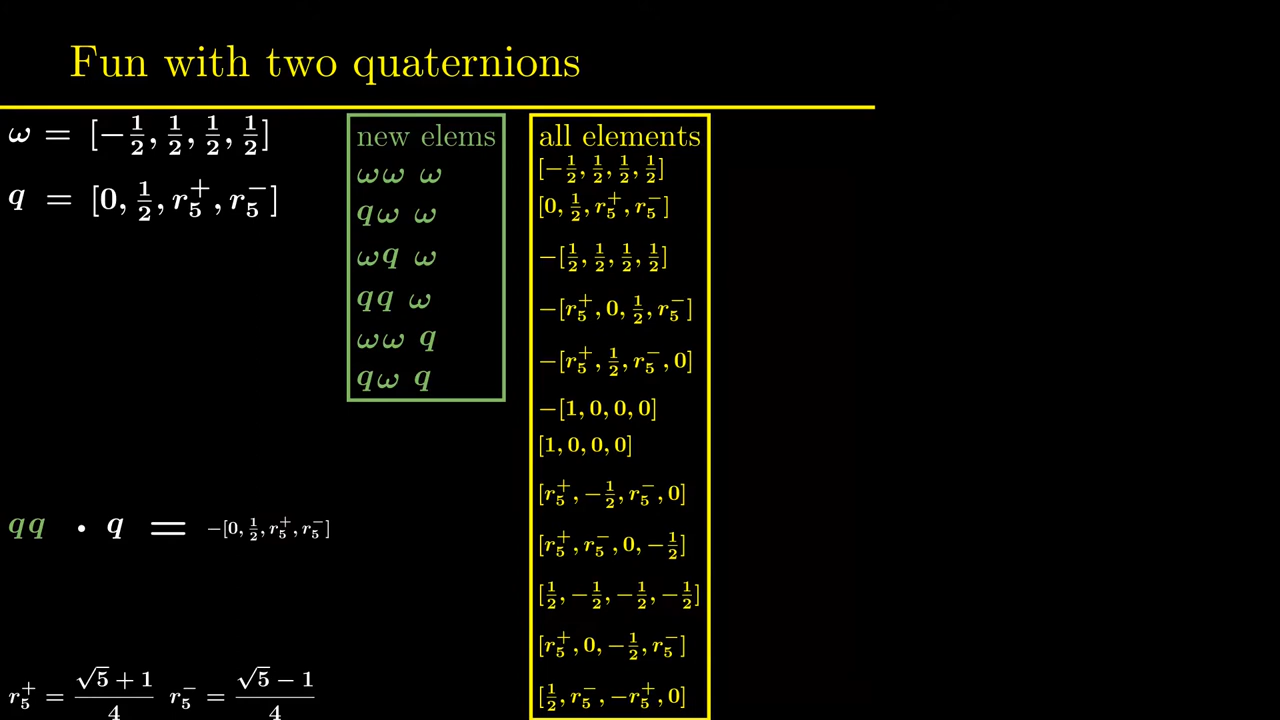 Fun with two quaternions
ω = [−1/2, 1/2, 1/2, 1/2]
q = [0, 1/2, r₅⁺, r₅⁻]
new elems
ωω ω
qω ω
ωq ω
qq ω
ωω q
qω q
all elements
[−1/2, 1/2, 1/2, 1/2]
[0, 1/2, r₅⁺, r₅⁻]
−[1/2, 1/2, 1/2, 1/2]
−[r₅⁺, 0, 1/2, r₅⁻]
−[r₅⁺, 1/2, r₅⁻, 0]
−[1, 0, 0, 0]
[1, 0, 0, 0]
[r₅⁺, −1/2, r₅⁻, 0]
[r₅⁺, r₅⁻, 0, −1/2]
[1/2, −1/2, −1/2, −1/2]
[r₅⁺, 0, −1/2, r₅⁻]
[1/2, r₅⁻, −r₅⁺, 0]
qq · q = −[0, 1/2, r₅⁺, r₅⁻]
r₅⁺ = (√5 + 1)/4 r₅⁻ = (√5 − 1)/4